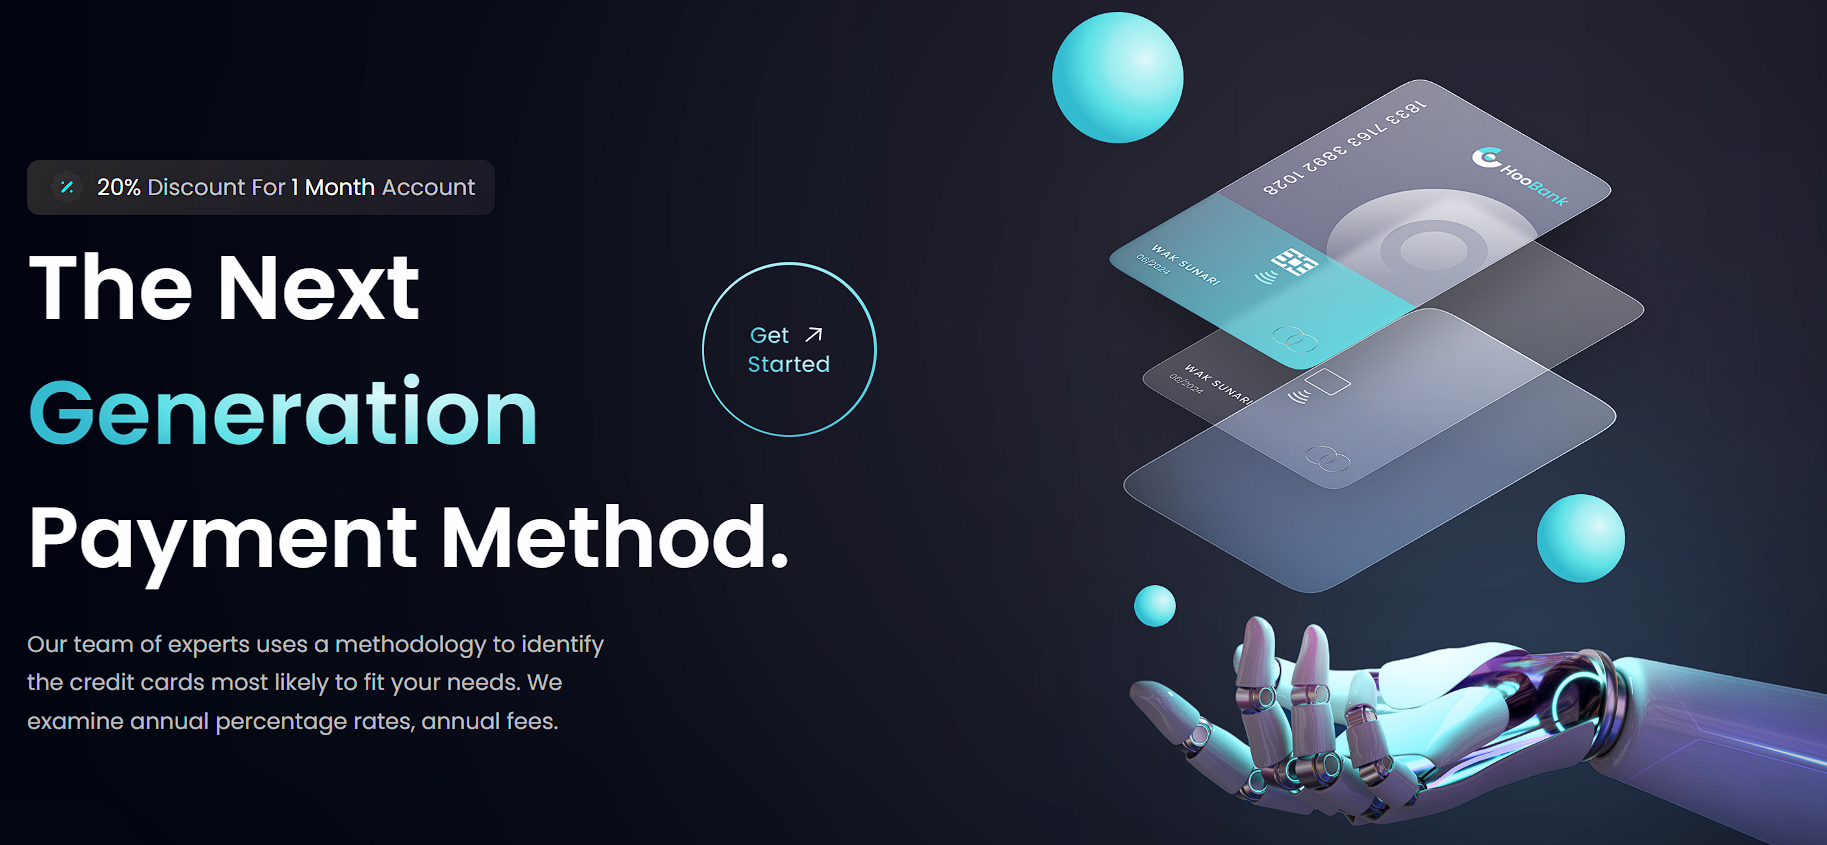 20% Discount For 1 Month Account
The Next
Generation
Payment Method.
Our team of experts uses a methodology to identify
the credit cards most likely to fit your needs. We
examine annual percentage rates, annual fees.
Get
Started
1833 7163 3892 1028
HooBank
WAK SUNARI
06/2024
WAK SUNARI
06/2024